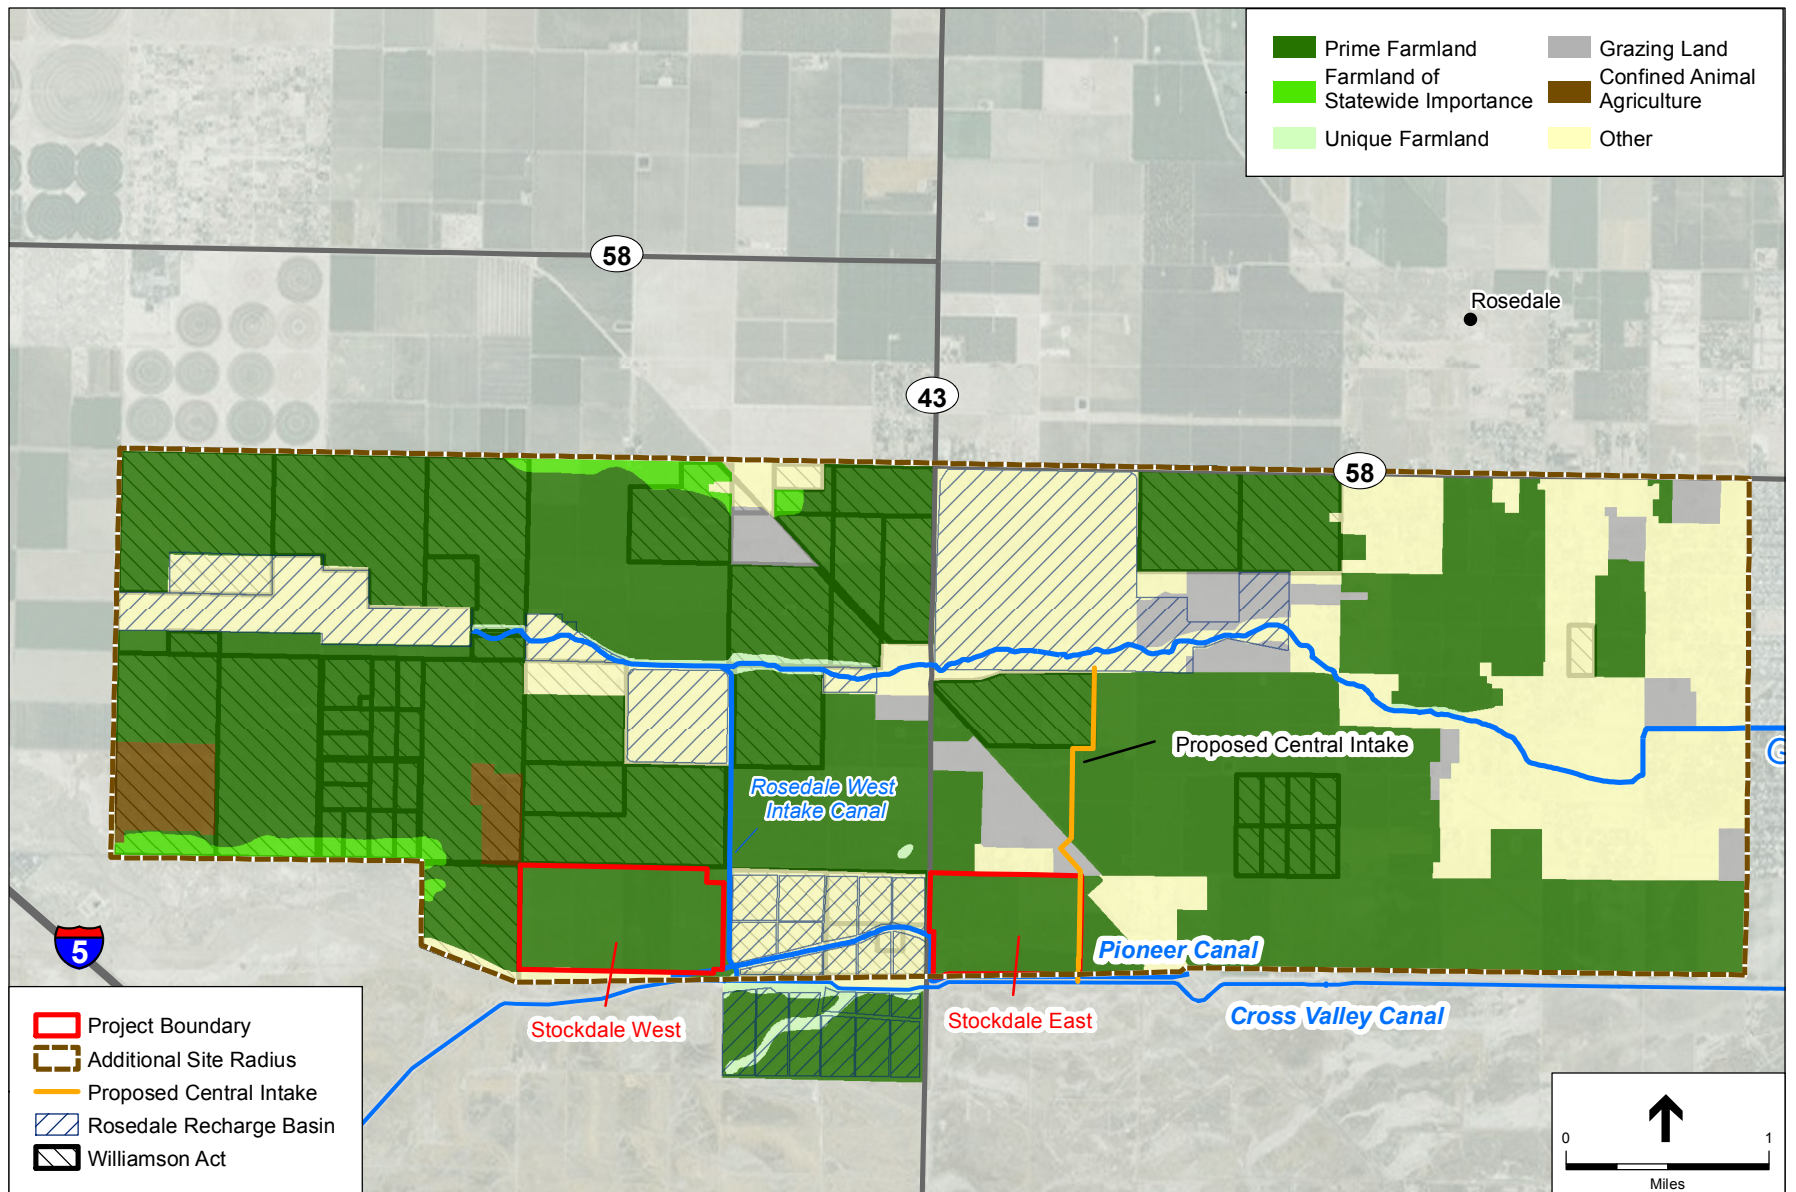 Prime Farmland
Farmland of
Statewide Importance
Unique Farmland
Grazing Land
Confined Animal
Agriculture
Other
58
Rosedale
43
58
Proposed Central Intake
Rosedale West
Intake Canal
G
5
Pioneer Canal
Cross Valley Canal
Stockdale West
Stockdale East
Project Boundary
Additional Site Radius
Proposed Central Intake
Rosedale Recharge Basin
Williamson Act
0
1
Miles